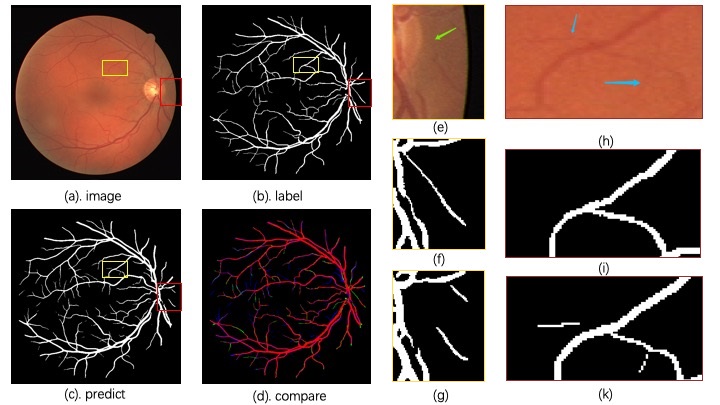 (a). image
(b). label
(c). predict
(d). compare
(e)
(h)
(f)
(i)
(g)
(k)